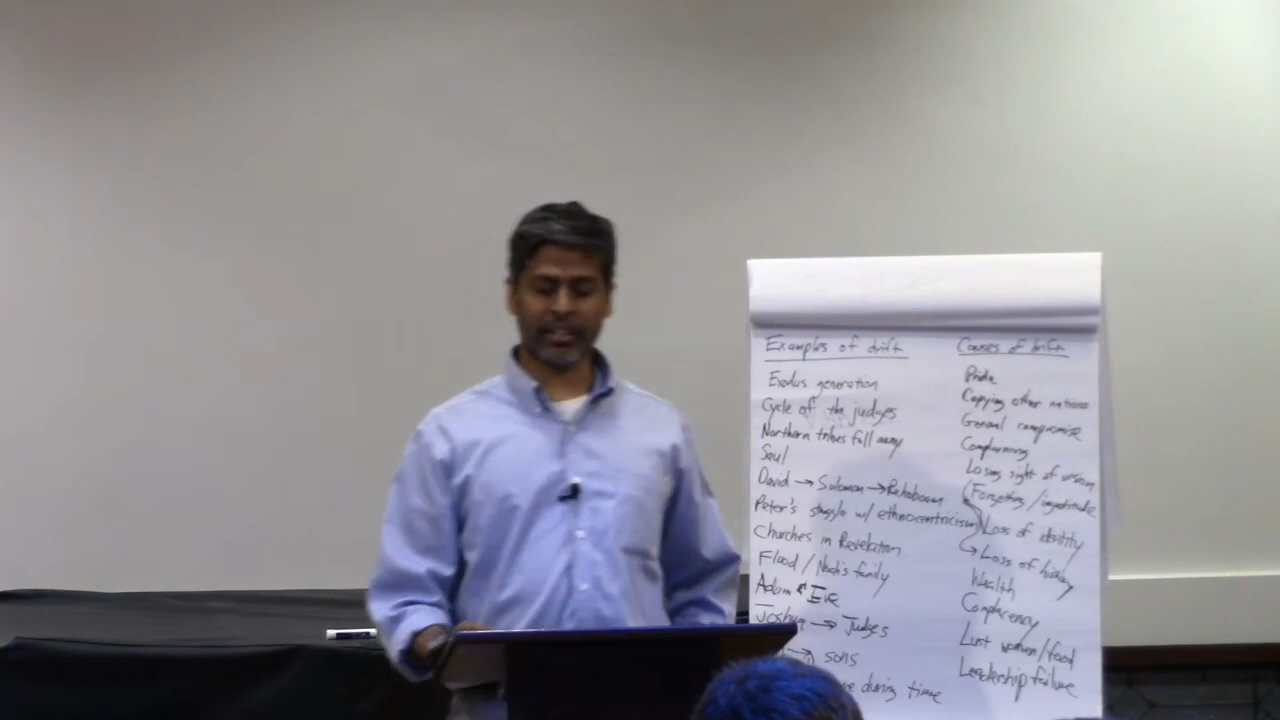 Examples of drift
Exodus generation
Cycle of the judges
Northern tribes fall away
Saul
David → Solomon → Rehoboam
Peter's struggle w/ ethnocentricism
Churches in Revelation
Flood / Noah's family
Adam & Eve
Joshua → Judges
→ sons
during time
Causes of drift
Pride
Copying other nations
General compromise
Complaining
Losing sight of
Forgetting / ingratitude
Loss of identity
→ Loss of history
Wealth
Complacency
Lust women/food
Leadership failure